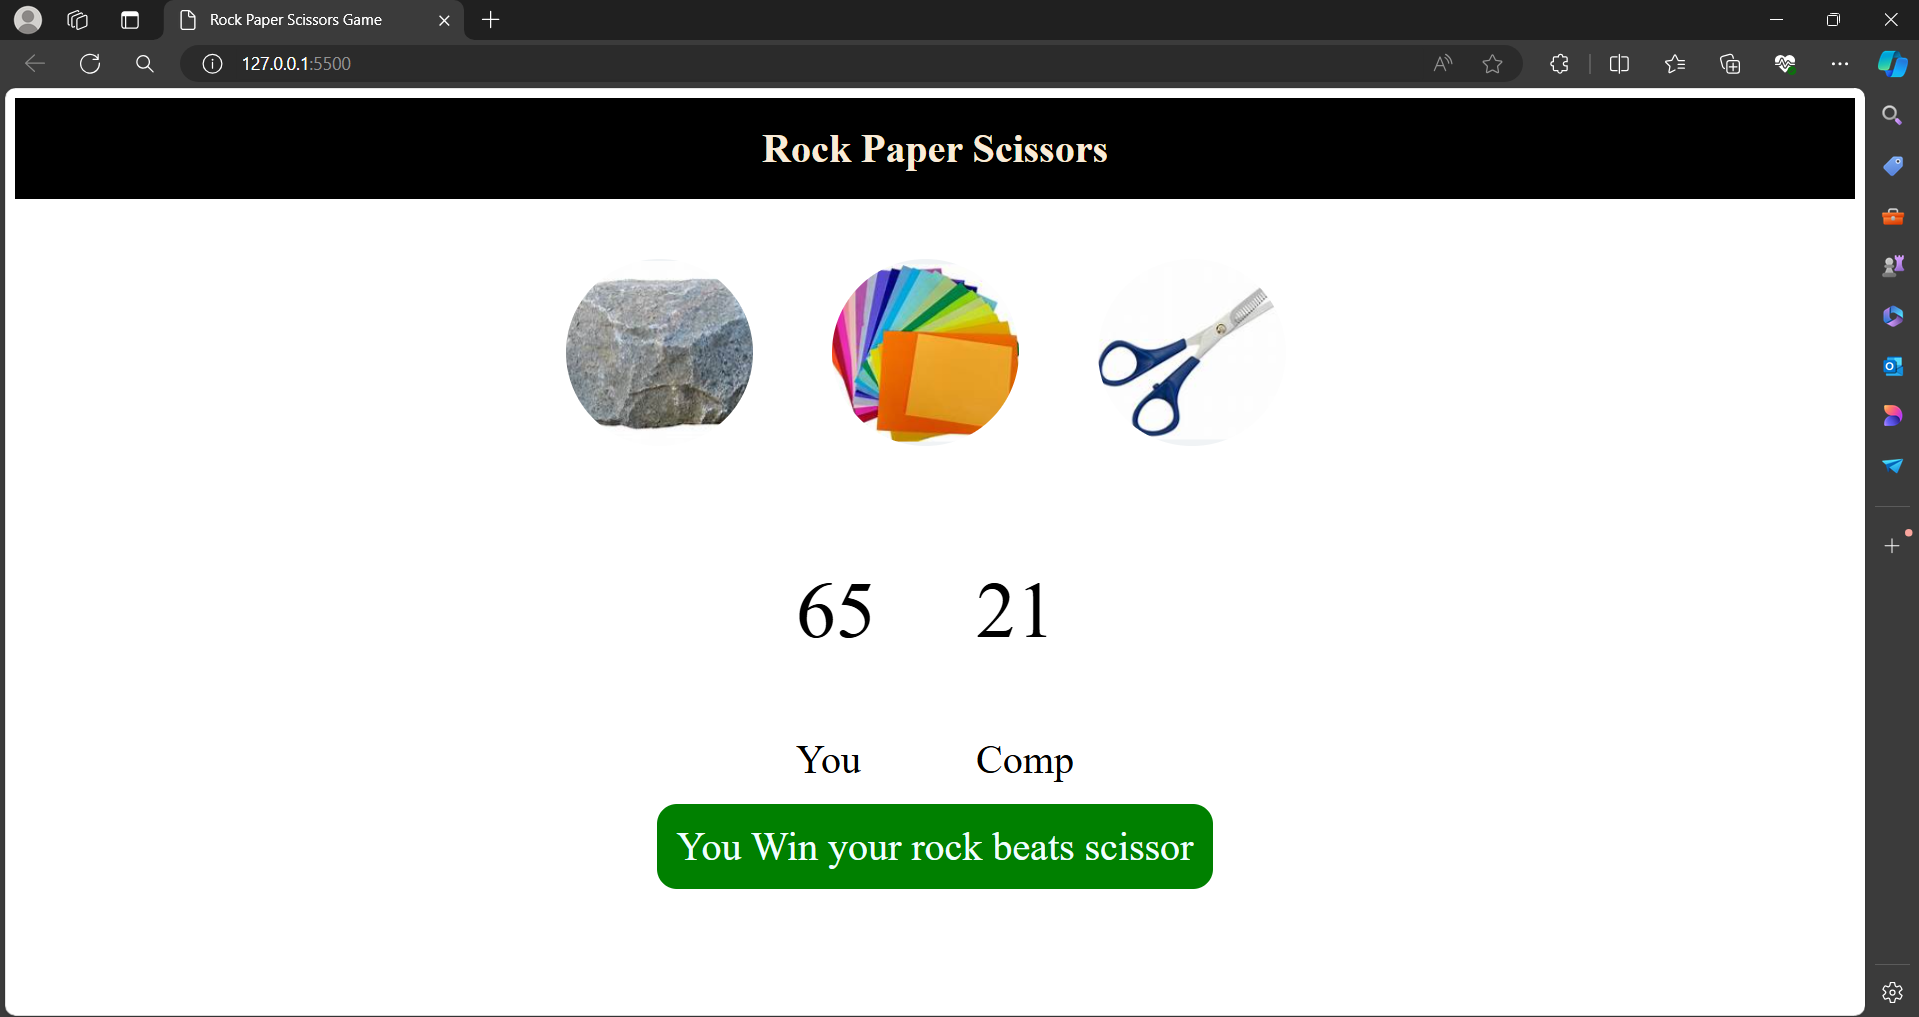 Rock Paper Scissors Game
127.0.0.1:5500
Rock Paper Scissors
65 21
You Comp
You Win your rock beats scissor